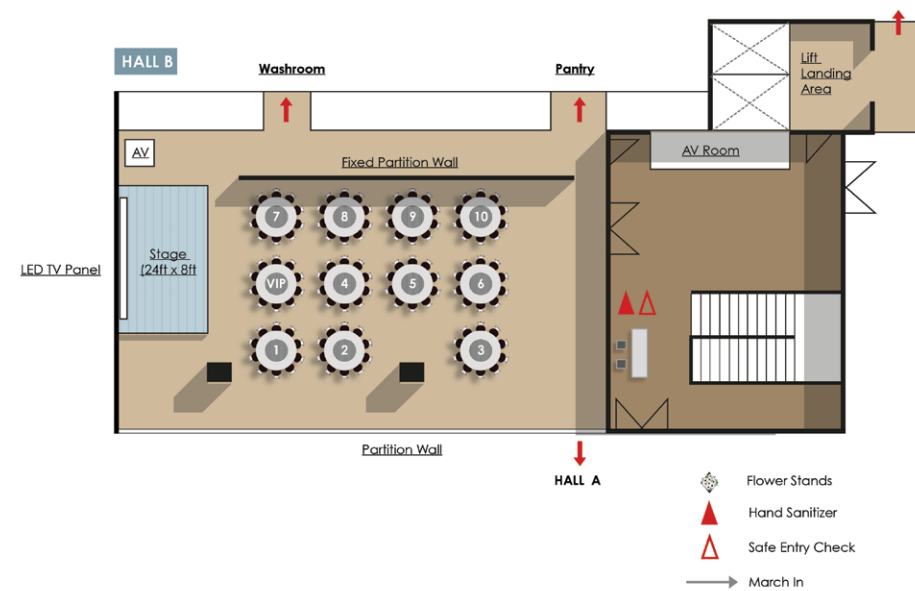 HALL B
Washroom
Pantry
Lift
Landing
Area
AV
Fixed Partition Wall
AV Room
7
8
9
10
LED TV Panel
Stage
(24ft x 8ft
VIP
4
5
6
1
2
3
Partition Wall
HALL A
Flower Stands
Hand Sanitizer
Safe Entry Check
March In